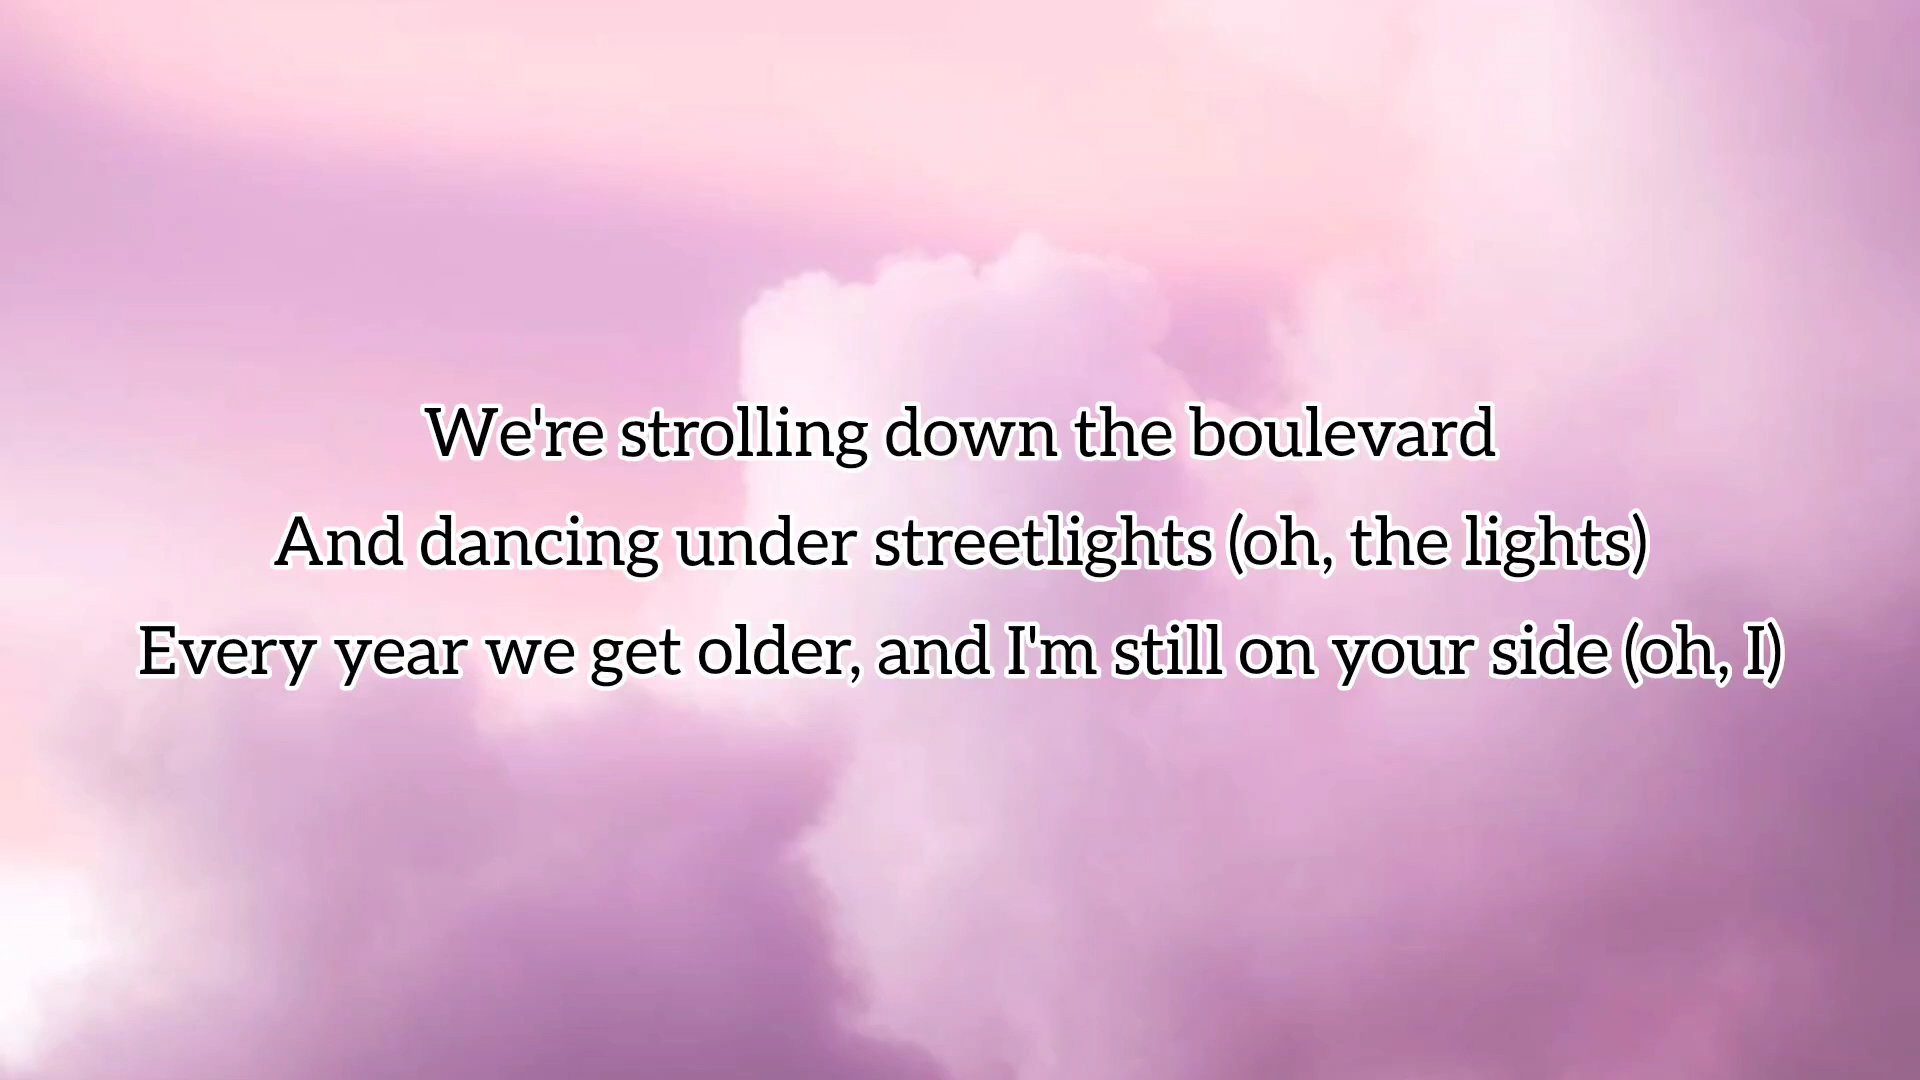 We're strolling down the boulevard
And dancing under streetlights (oh, the lights)
Every year we get older, and I'm still on your side (oh, I)